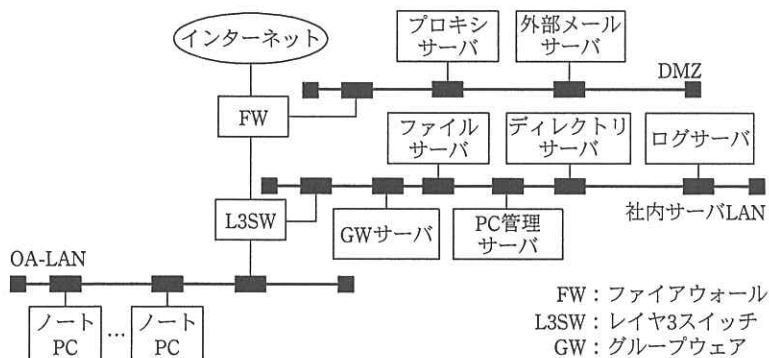 インターネット
プロキシ
サーバ
外部メール
サーバ
DMZ
FW
ファイル
サーバ
ディレクトリ
サーバ
ログサーバ
L3SW
GWサーバ
PC管理
サーバ
社内サーバLAN
OA-LAN
ノート
PC
...
ノート
PC
FW：ファイアウォール
L3SW：レイヤ3スイッチ
GW：グループウェア